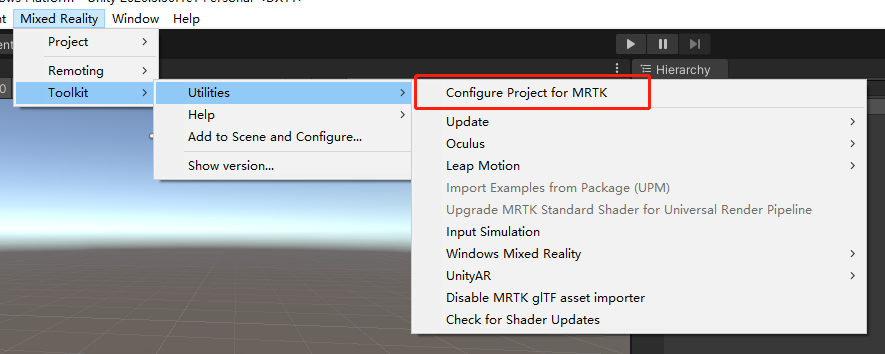 Mixed Reality Window Help
Project
Remoting
Toolkit
Utilities
Help
Add to Scene and Configure...
Show version...
Configure Project for MRTK
Update
Oculus
Leap Motion
Import Examples from Package (UPM)
Upgrade MRTK Standard Shader for Universal Render Pipeline
Input Simulation
Windows Mixed Reality
UnityAR
Disable MRTK glTF asset importer
Check for Shader Updates
Hierarchy